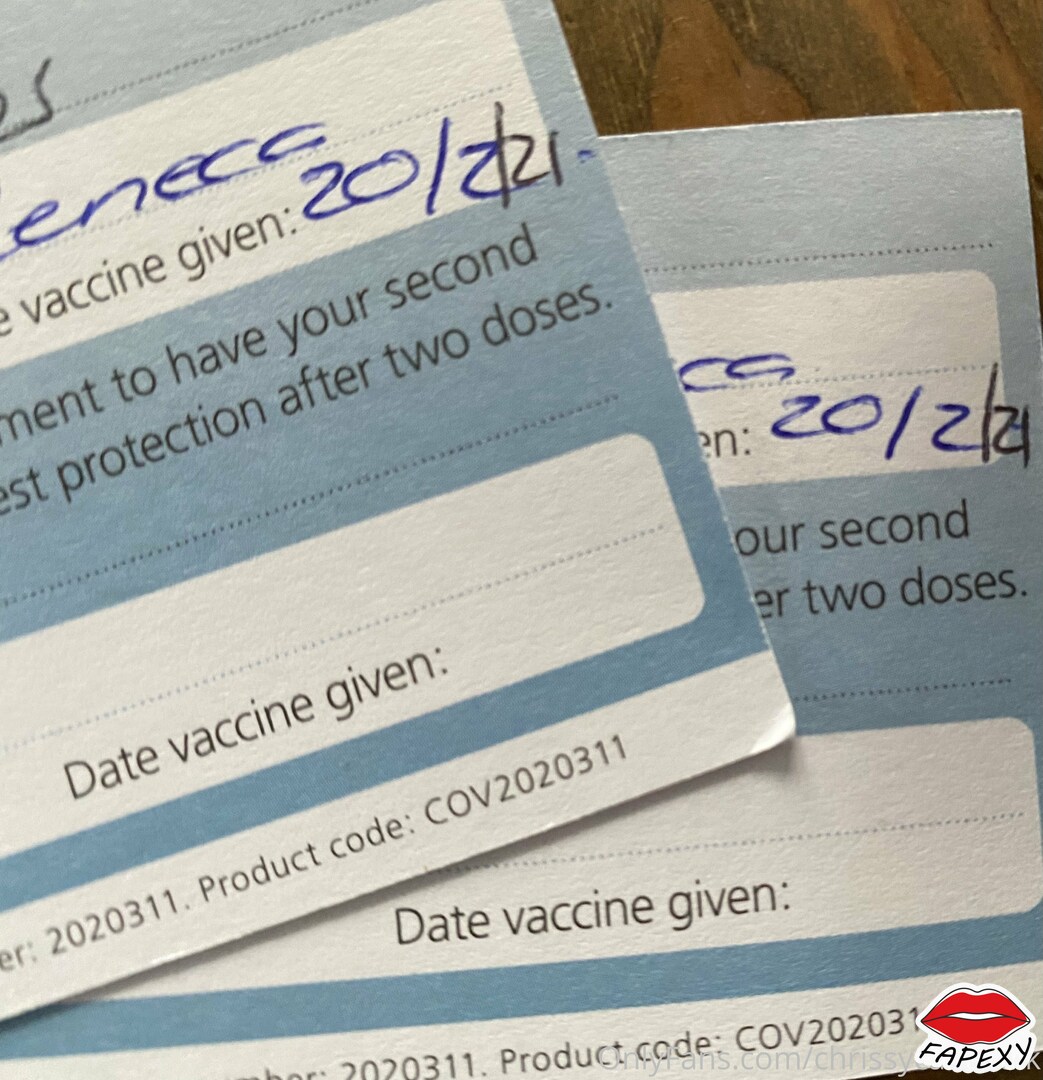 es
eneca
e vaccine given: 20/2/21
ment to have your second
est protection after two doses.
Date vaccine given:
er: 2020311. Product code: COV2020311
ca
en: 20/2/21
our second
er two doses.
Date vaccine given:
mber: 2020311. Product code: COV202031
FAPEXY